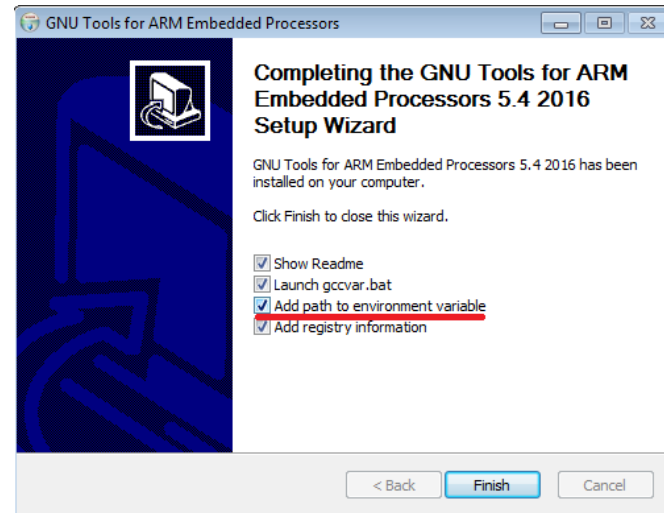 GNU Tools for ARM Embedded Processors
Completing the GNU Tools for ARM
Embedded Processors 5.4 2016
Setup Wizard
GNU Tools for ARM Embedded Processors 5.4 2016 has been
installed on your computer.
Click Finish to close this wizard.
Show Readme
Launch gccvar.bat
Add path to environment variable
Add registry information
< Back Finish Cancel